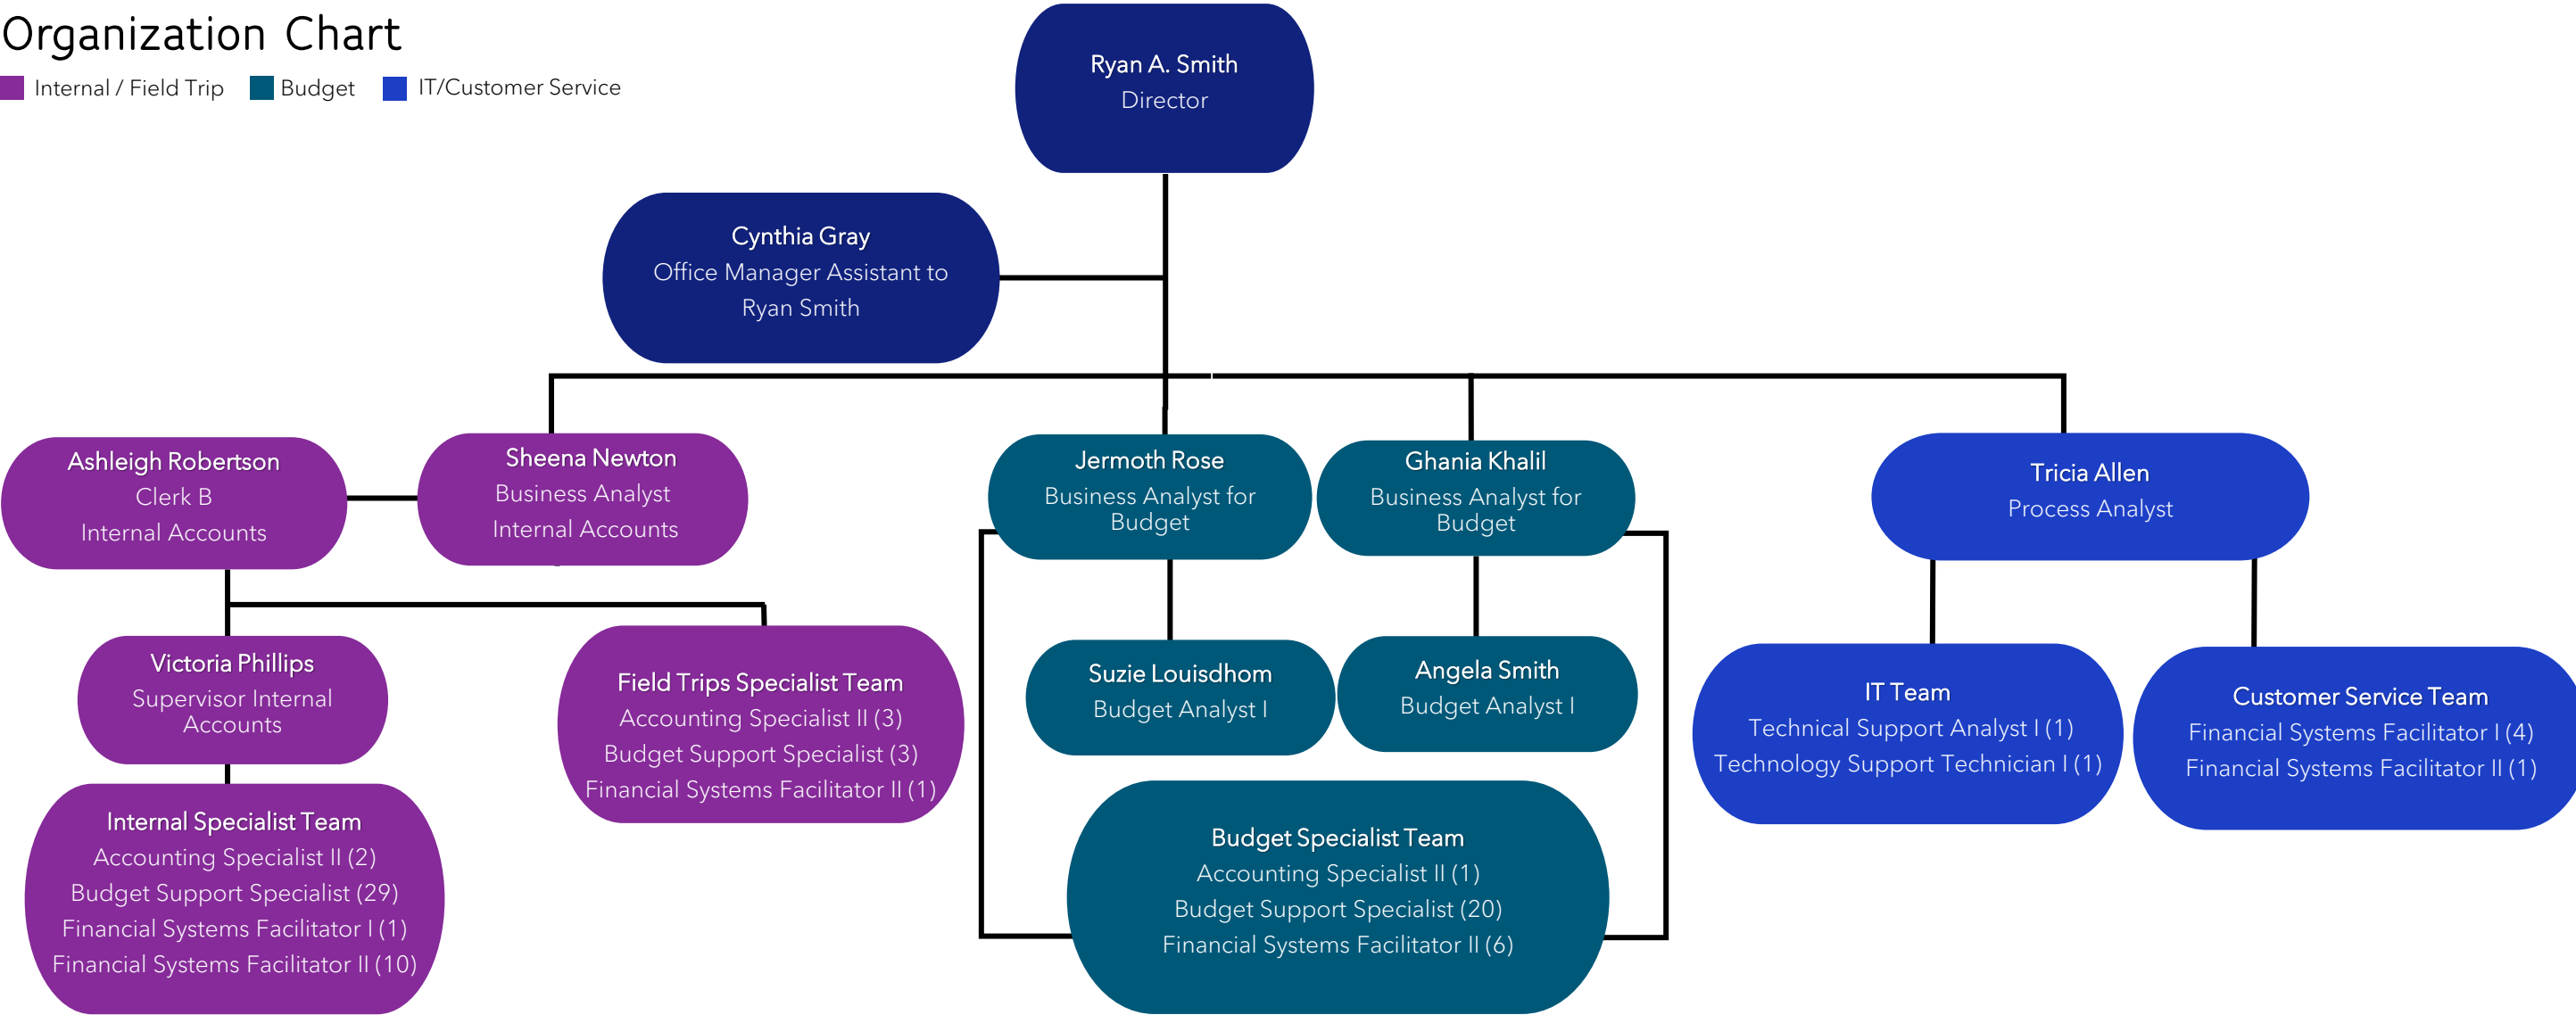 Organization Chart
Internal / Field Trip
Budget
IT/Customer Service
Ryan A. Smith
Director
Cynthia Gray
Office Manager Assistant to
Ryan Smith
Ashleigh Robertson
Clerk B
Internal Accounts
Sheena Newton
Business Analyst
Internal Accounts
Jermoth Rose
Business Analyst for
Budget
Ghania Khalil
Business Analyst for
Budget
Tricia Allen
Process Analyst
Victoria Phillips
Supervisor Internal
Accounts
Field Trips Specialist Team
Accounting Specialist II (3)
Budget Support Specialist (3)
Financial Systems Facilitator II (1)
Suzie Louisdhom
Budget Analyst I
Angela Smith
Budget Analyst I
IT Team
Technical Support Analyst I (1)
Technology Support Technician I (1)
Customer Service Team
Financial Systems Facilitator I (4)
Financial Systems Facilitator II (1)
Internal Specialist Team
Accounting Specialist II (2)
Budget Support Specialist (29)
Financial Systems Facilitator I (1)
Financial Systems Facilitator II (10)
Budget Specialist Team
Accounting Specialist II (1)
Budget Support Specialist (20)
Financial Systems Facilitator II (6)